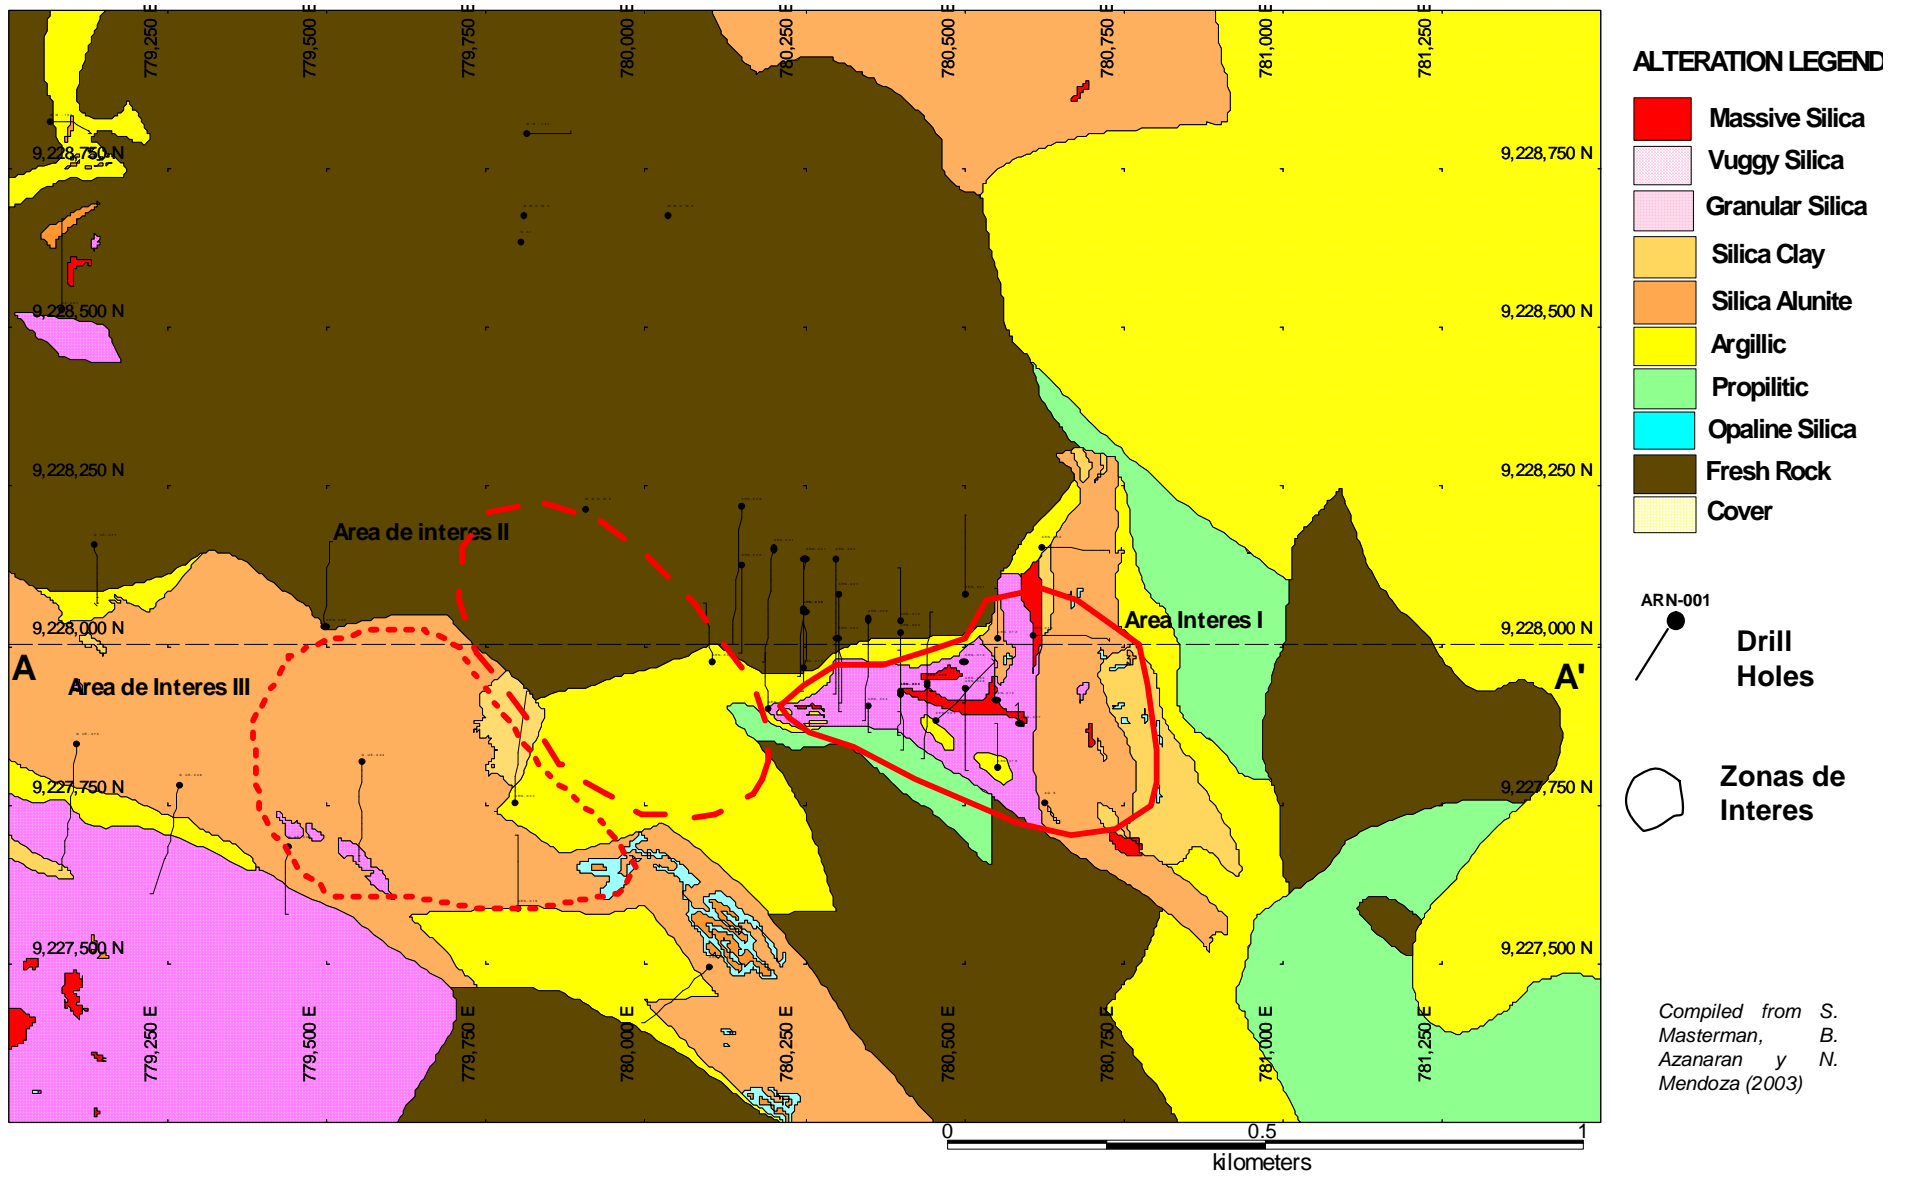 779,250 E
779,500 E
779,750 E
780,000 E
780,250 E
780,500 E
780,750 E
781,000 E
781,250 E
9,228,750 N
9,228,750 N
9,228,500 N
9,228,500 N
9,228,250 N
9,228,250 N
Area de interes II
Area Interes I
9,228,000 N
9,228,000 N
A
A'
Area de Interes III
9,227,750 N
9,227,750 N
9,227,500 N
9,227,500 N
779,250 E
779,500 E
779,750 E
780,000 E
780,250 E
780,500 E
780,750 E
781,000 E
781,250 E
0
0.5
1
kilometers
ALTERATION LEGEND
Massive Silica
Vuggy Silica
Granular Silica
Silica Clay
Silica Alunite
Argillic
Propilitic
Opaline Silica
Fresh Rock
Cover
ARN-001
Drill
Holes
Zonas de
Interes
Compiled from S.
Masterman, B.
Azanaran y N.
Mendoza (2003)